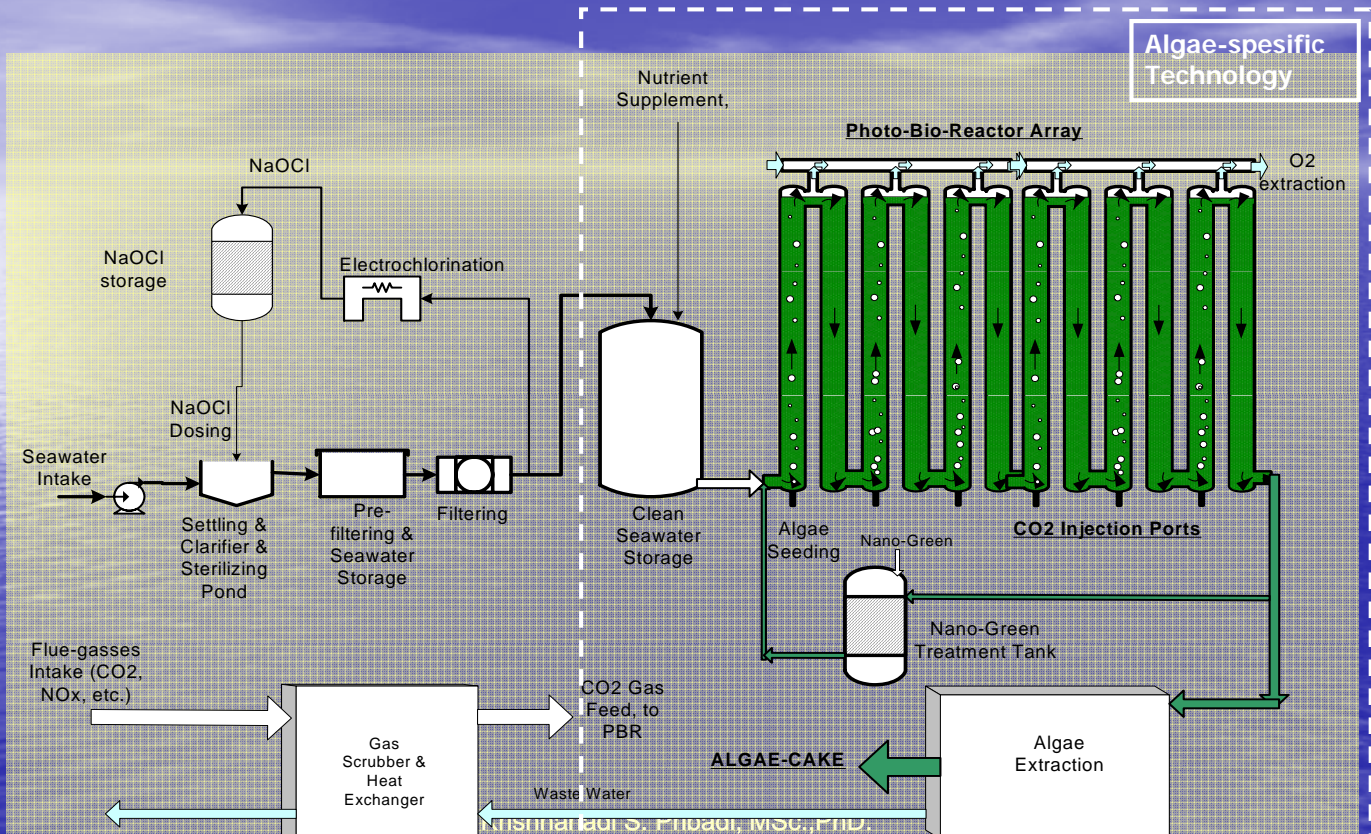 Algae-spesific
Technology
Nutrient
Supplement,
Photo-Bio-Reactor Array
O2
extraction
NaOCl
NaOCl
storage
Electrochlorination
NaOCl
Dosing
Seawater
Intake
Settling &
Clarifier &
Sterilizing
Pond
Pre-
filtering &
Seawater
Storage
Filtering
Clean
Seawater
Storage
Algae
Seeding
CO2 Injection Ports
Nano-Green
Nano-Green
Treatment Tank
Flue-gasses
Intake (CO2,
NOx, etc.)
Gas
Scrubber &
Heat
Exchanger
CO2 Gas
Feed, to
PBR
ALGAE-CAKE
Algae
Extraction
Waste Water
S. Pribadi, MSc.,PhD.